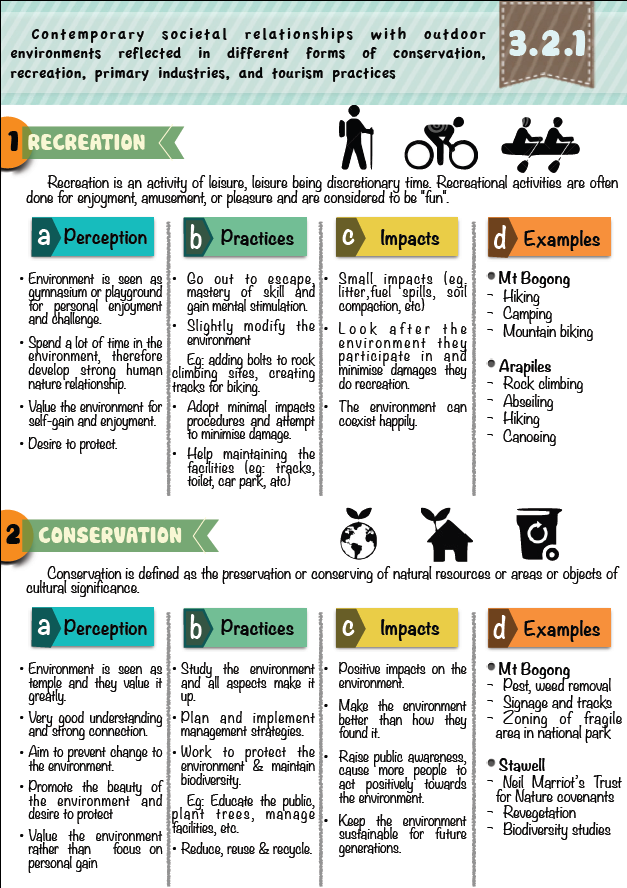 Contemporary societal relationships with outdoor
environments reflected in different forms of conservation,
recreation, primary industries, and tourism practices
3.2.1
1 RECREATION
Recreation is an activity of leisure, leisure being discretionary time. Recreational activities are often
done for enjoyment, amusement, or pleasure and are considered to be "fun".
a Perception
• Environment is seen as
gymnasium or playground
for personal enjoyment
and challenge.
• Spend a lot of time in the
environment, therefore
develop strong human
nature relationship.
• Value the environment for
self-gain and enjoyment.
• Desire to protect.
b Practices
• Go out to escape,
mastery of skill and
gain mental stimulation.
• Slightly modify the
environment
Eg: adding bolts to rock
climbing sites, creating
tracks for biking.
• Adopt minimal impacts
procedures and attempt
to minimise damage.
• Help maintaining the
facilities (eg: tracks,
toilet, car park, atc)
c Impacts
• Small impacts (eg.
litter,fuel spills, soil
compaction, etc)
• Look after the
environment they
participate in and
minimise damages they
do recreation.
• The environment can
coexist happily.
d Examples
• Mt Bogong
- Hiking
- Camping
- Mountain biking
• Arapiles
- Rock climbing
- Abseiling
- Hiking
- Canoeing
2 CONSERVATION
Conservation is defined as the preservation or conserving of natural resources or areas or objects of
cultural significance.
a Perception
• Environment is seen as
temple and they value it
greatly.
• Very good understanding
and strong connection.
• Aim to prevent change to
the environment.
• Promote the beauty of
the environment and
desire to protect
• Value the environment
rather than focus on
personal gain
b Practices
• Study the environment
and all aspects make it
up.
• Plan and implement
management strategies.
• Work to protect the
environment & maintain
biodiversity.
Eg: Educate the public,
plant trees, manage
facilities, etc.
• Reduce, reuse & recycle.
c Impacts
• Positive impacts on the
environment.
• Make the environment
better than how they
found it.
• Raise public awareness,
cause more people to
act positively towards
the environment.
• Keep the environment
sustainable for future
generations.
d Examples
• Mt Bogong
- Pest, weed removal
- Signage and tracks
- Zoning of fragile
area in national park
• Stawell
- Neil Marriot's Trust
for Nature covenants
- Revegetation
- Biodiversity studies